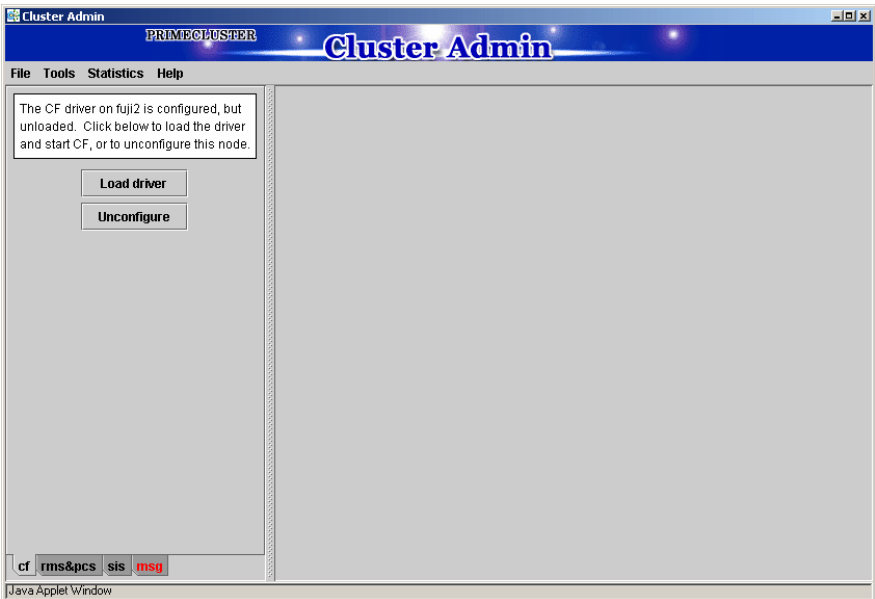 Cluster Admin
PRIMECLUSTER
Cluster Admin
File Tools Statistics Help
The CF driver on fuji2 is configured, but
unloaded. Click below to load the driver
and start CF, or to unconfigure this node.
Load driver
Unconfigure
cf rms&pcs sis msg
Java Applet Window